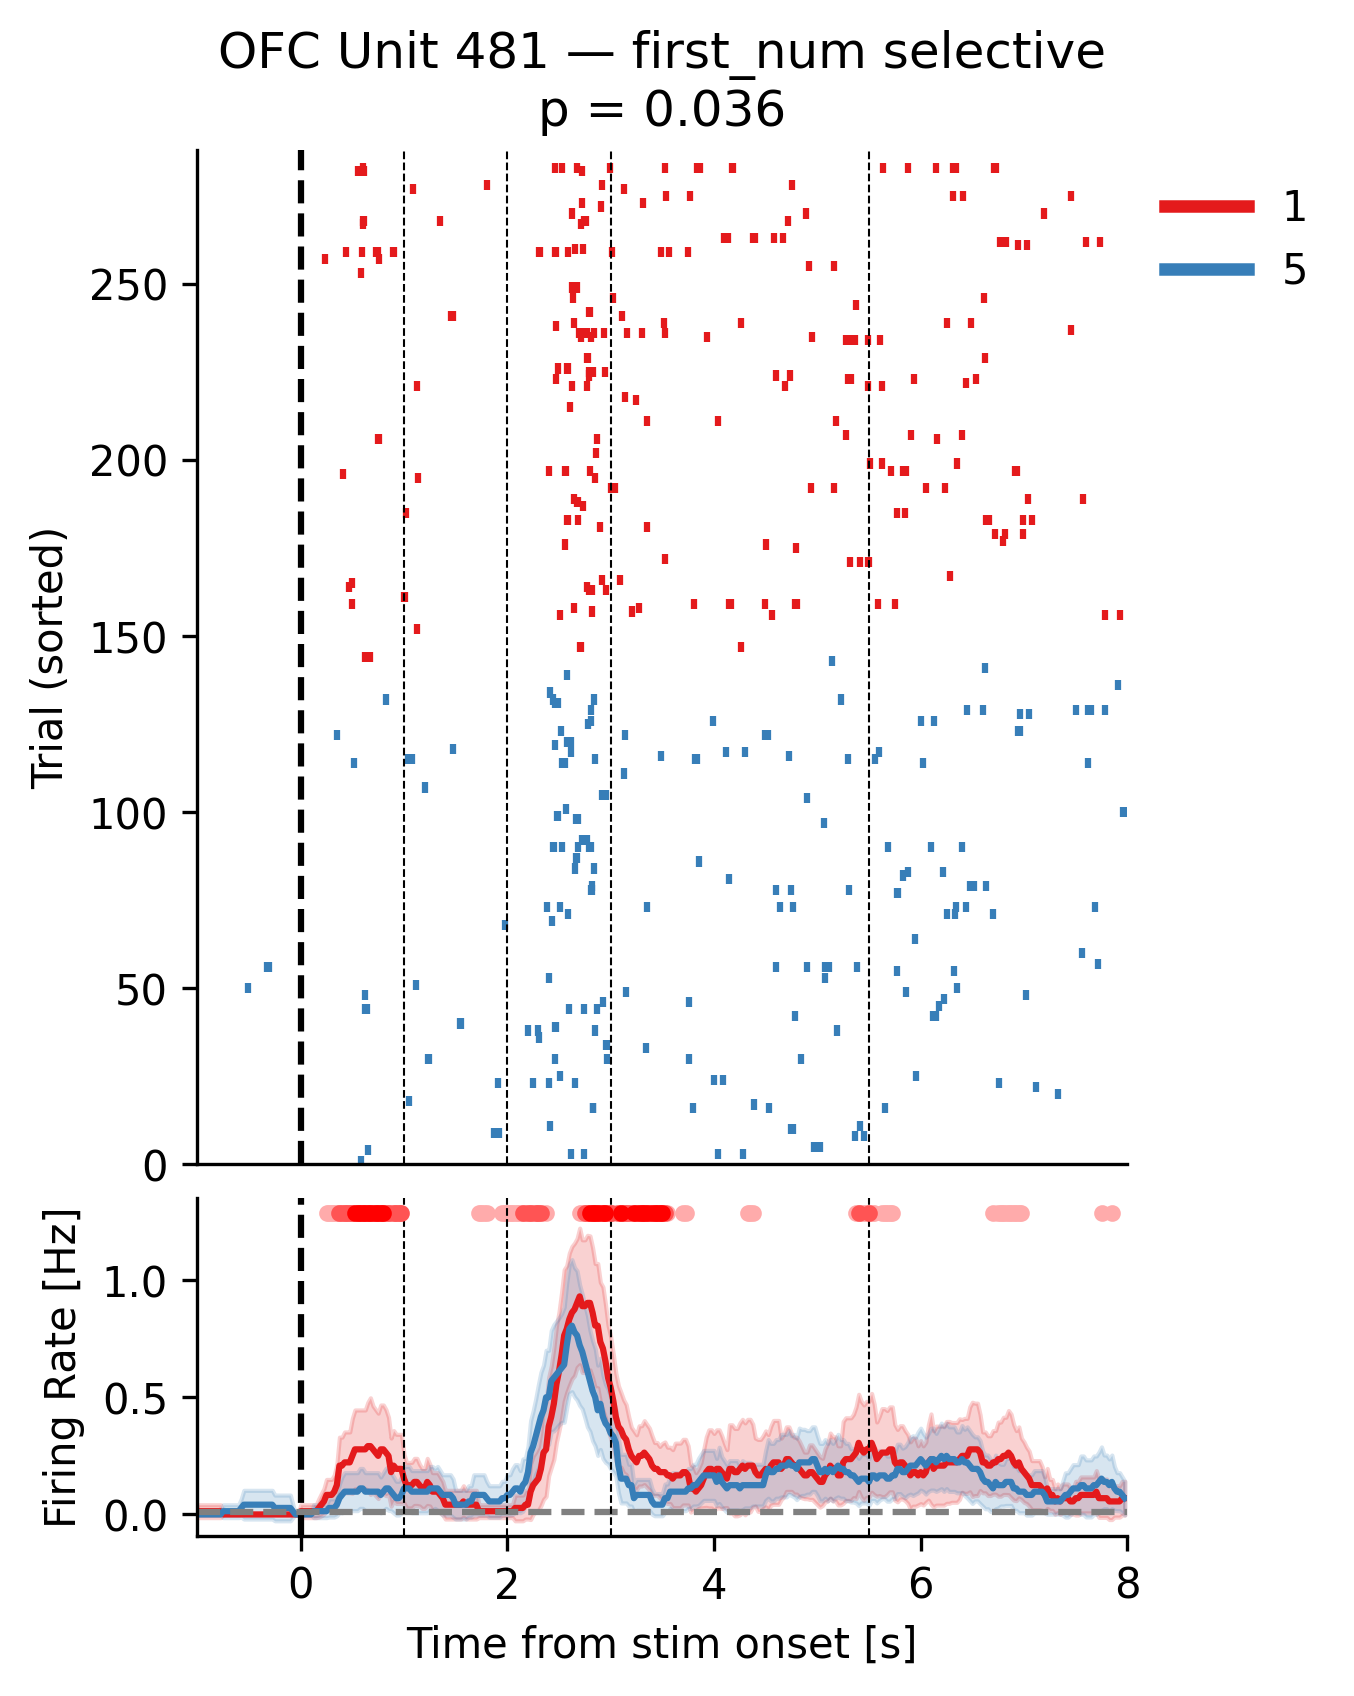 OFC Unit 481 — first_num selective
p = 0.036
1
5
Trial (sorted)
250
200
150
100
50
0
Firing Rate [Hz]
1.0
0.5
0.0
0 2 4 6 8
Time from stim onset [s]